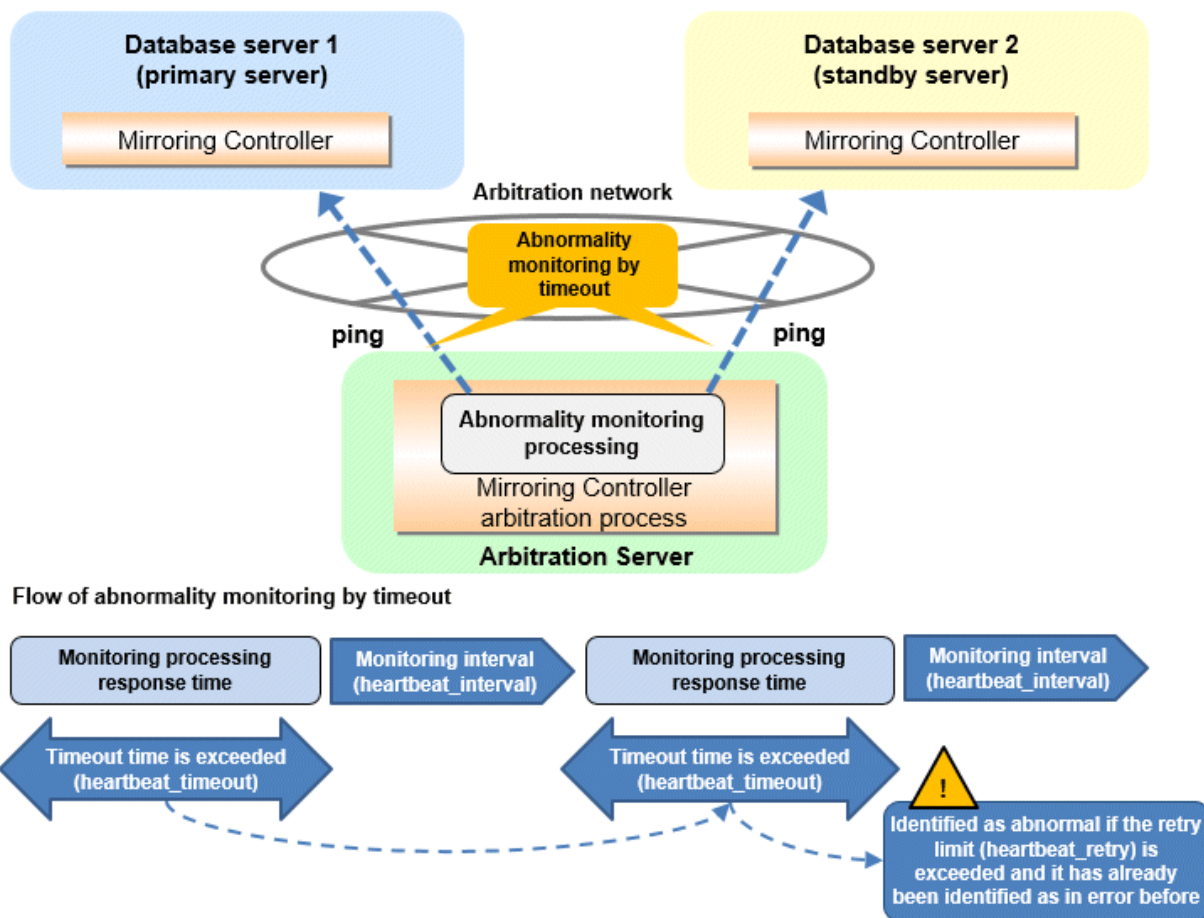 Database server 1
(primary server)
Mirroring Controller
Database server 2
(standby server)
Mirroring Controller
Arbitration network
Abnormality
monitoring by
timeout
ping
ping
Abnormality monitoring
processing
Mirroring Controller
arbitration process
Arbitration Server
Flow of abnormality monitoring by timeout
Monitoring processing
response time
Monitoring interval
(heartbeat_interval)
Monitoring processing
response time
Monitoring interval
(heartbeat_interval)
Timeout time is exceeded
(heartbeat_timeout)
Timeout time is exceeded
(heartbeat_timeout)
!
Identified as abnormal if the retry
limit (heartbeat_retry) is
exceeded and it has already
been identified as in error before